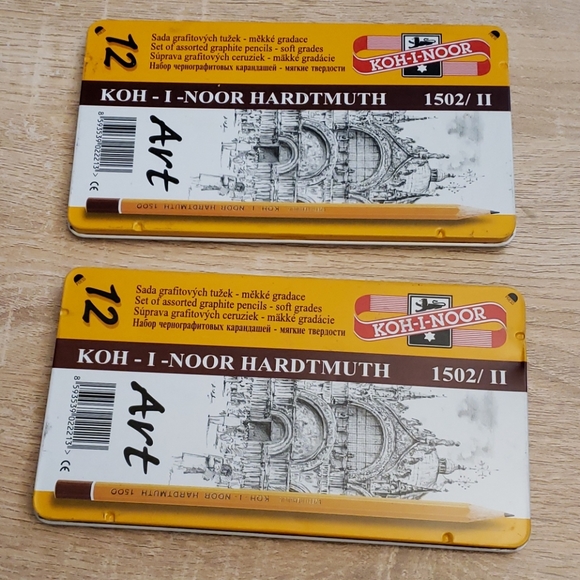 12
Sada grafitových tužek - měkké gradace
Set of assorted graphite pencils - soft grades
Súprava grafitových ceruziek - mäkké gradácie
Набор чернографитовых карандашей - мягкие твердости
KOH-I-NOOR
KOH - I -NOOR HARDTMUTH 1502/ II
Art
CE
KOH-I-NOOR HARDTMUTH 1500
12
Sada grafitových tužek - měkké gradace
Set of assorted graphite pencils - soft grades
Súprava grafitových ceruziek - mäkké gradácie
Набор чернографитовых карандашей - мягкие твердости
KOH-I-NOOR
KOH - I -NOOR HARDTMUTH 1502/ II
Art
CE
KOH-I-NOOR HARDTMUTH 1500